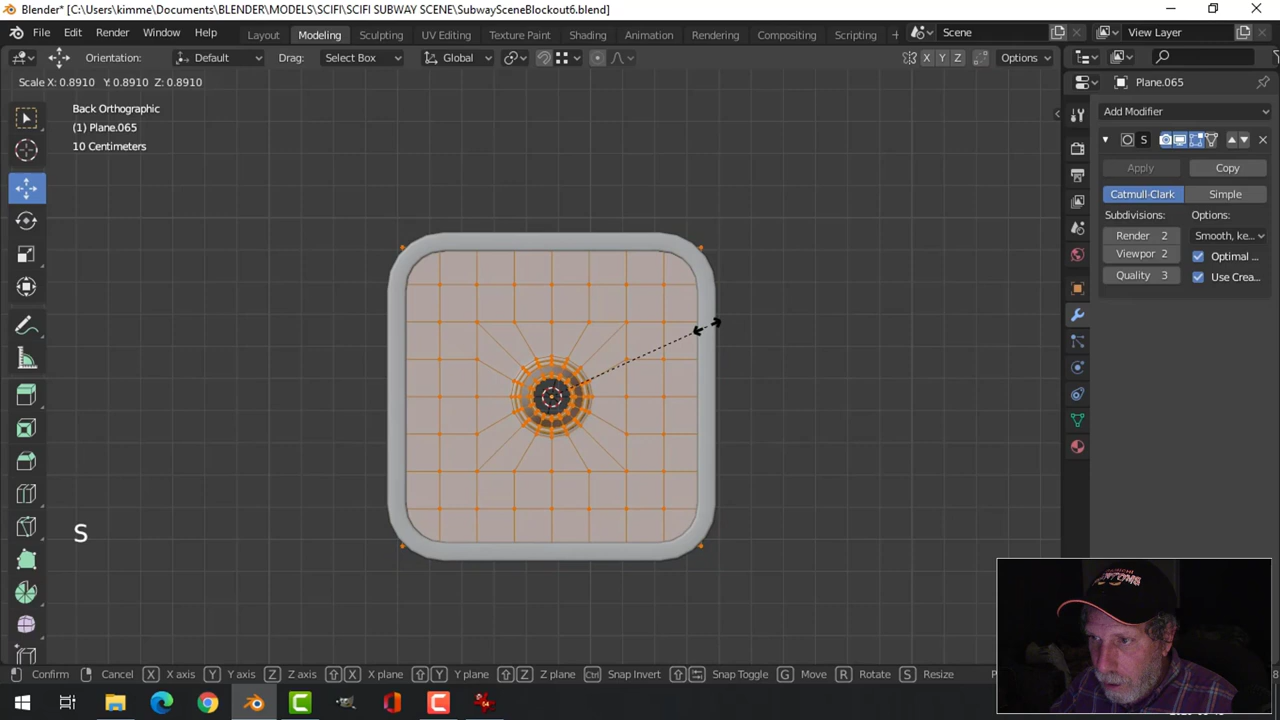 Blender* [C:\Users\kimme\Documents\BLENDER\MODELS\SCIFI\SCIFI SUBWAY SCENE\SubwaySceneBlockout6.blend]
File Edit Render Window Help Layout Modeling Sculpting UV Editing Texture Paint Shading Animation Rendering Compositing Scripting + Scene View Layer
Orientation: Default Drag: Select Box Global X Y Z Options
Scale X: 0.8910 Y: 0.8910 Z: 0.8910
Plane.065
Back Orthographic
(1) Plane.065
10 Centimeters
Add Modifier
S
Apply Copy
Catmull-Clark Simple
Subdivisions: Options:
Render 2 Smooth, ke...
Viewpor 2 Optimal ...
Quality 3 Use Crea...
S
Confirm Cancel X X axis Y Y axis Z Z axis X X plane Y Y plane Z Z plane Ctrl Snap Invert Snap Toggle G Move R Rotate S Resize